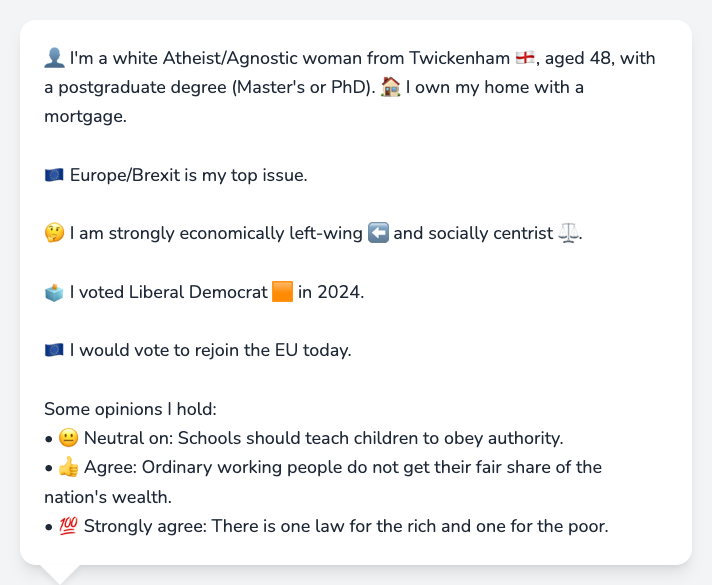 👤 I'm a white Atheist/Agnostic woman from Twickenham 🏴󠁧󠁢󠁥󠁮󠁧󠁿, aged 48, with
a postgraduate degree (Master's or PhD). 🏠 I own my home with a
mortgage.
🇪🇺 Europe/Brexit is my top issue.
🤔 I am strongly economically left-wing ⬅️ and socially centrist ⚖️.
🗳️ I voted Liberal Democrat 🟧 in 2024.
🇪🇺 I would vote to rejoin the EU today.
Some opinions I hold:
• 😐 Neutral on: Schools should teach children to obey authority.
• 👍 Agree: Ordinary working people do not get their fair share of the
nation's wealth.
• 💯 Strongly agree: There is one law for the rich and one for the poor.